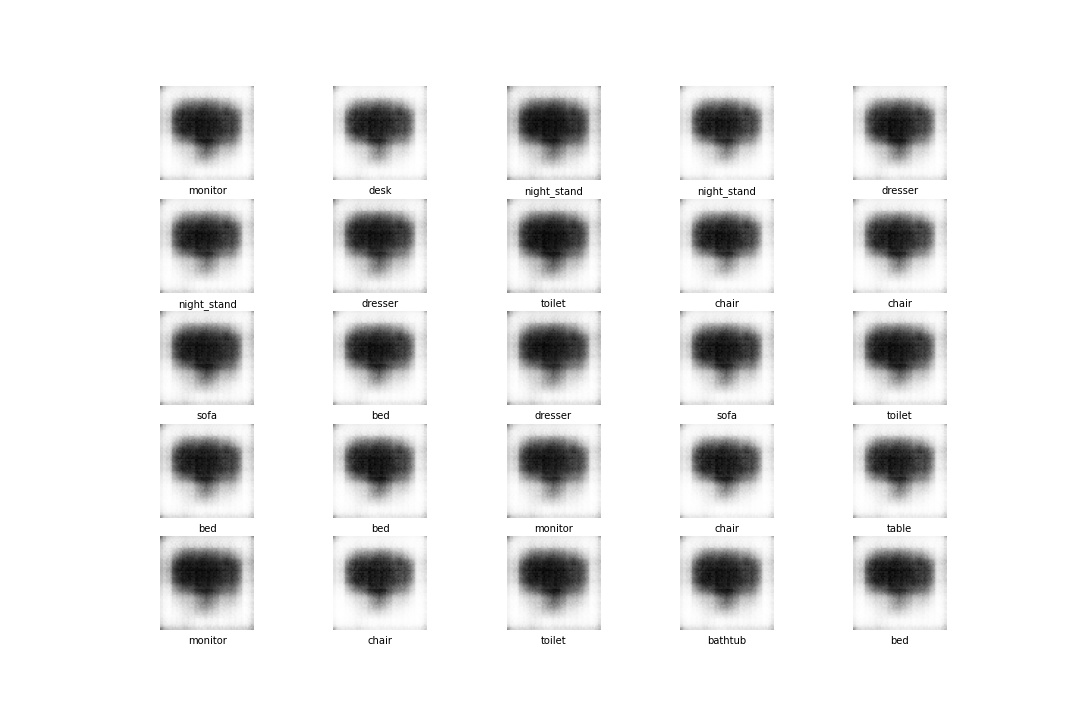 monitor desk night_stand night_stand dresser
night_stand dresser toilet chair chair
sofa bed dresser sofa toilet
bed bed monitor chair table
monitor chair toilet bathtub bed